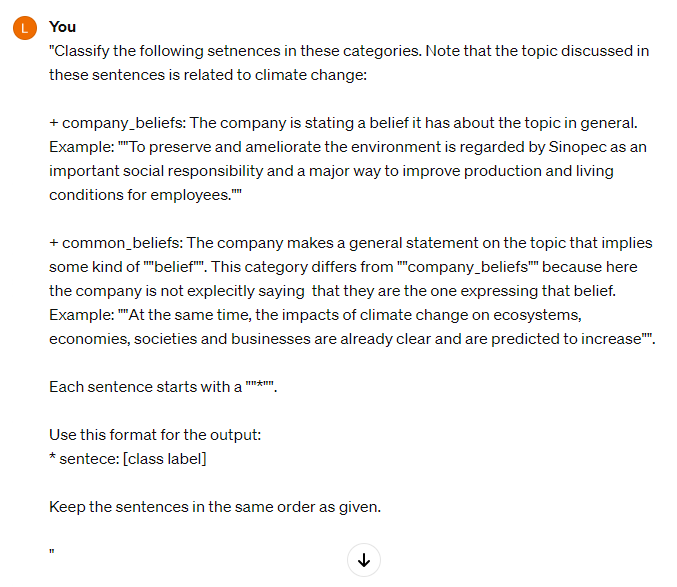 L You
"Classify the following setnences in these categories. Note that the topic discussed in
these sentences is related to climate change:
+ company_beliefs: The company is stating a belief it has about the topic in general.
Example: ""To preserve and ameliorate the environment is regarded by Sinopec as an
important social responsibility and a major way to improve production and living
conditions for employees.""
+ common_beliefs: The company makes a general statement on the topic that implies
some kind of ""belief"". This category differs from ""company_beliefs"" because here
the company is not explecitly saying  that they are the one expressing that belief.
Example: ""At the same time, the impacts of climate change on ecosystems,
economies, societies and businesses are already clear and are predicted to increase"".
Each sentence starts with a ""*"".
Use this format for the output:
* sentece: [class label]
Keep the sentences in the same order as given.
"